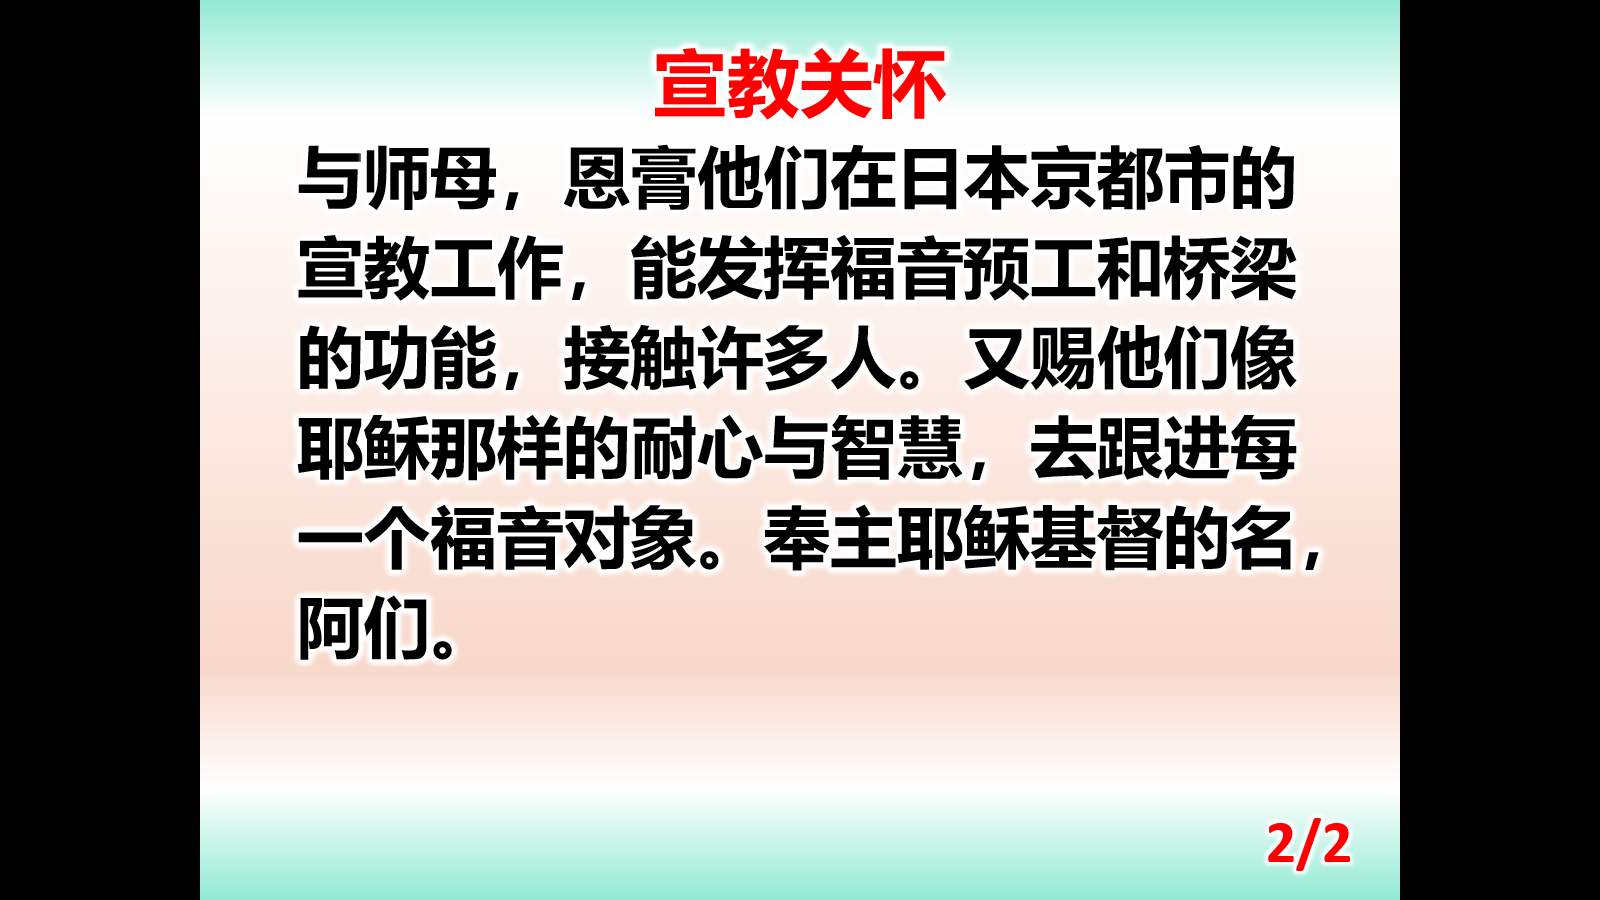 宣教关怀
与师母，恩膏他们在日本京都市的
宣教工作，能发挥福音预工和桥梁
的功能，接触许多人。又赐他们像
耶稣那样的耐心与智慧，去跟进每
一个福音对象。奉主耶稣基督的名，
阿们。
2/2